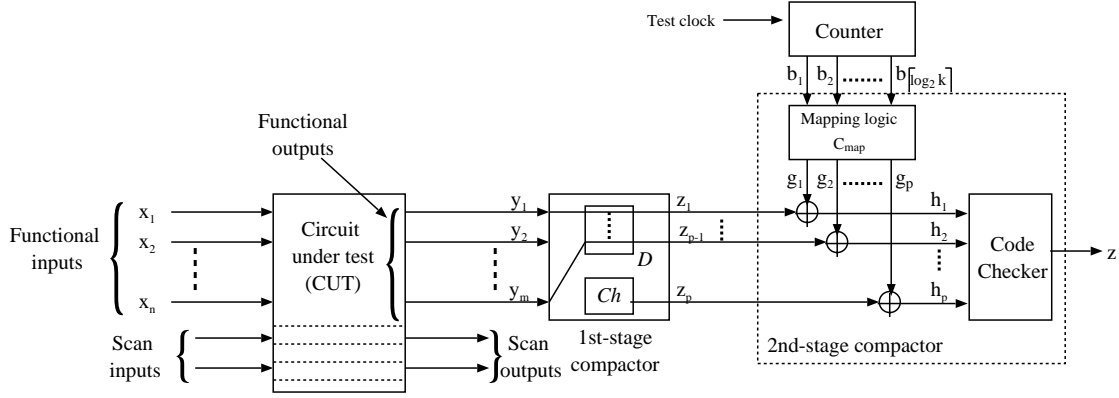 Test clock
Counter
b1 b2 b⌈log2 k⌉
Mapping logic
Cmap
g1 g2 gp
Functional
outputs
Functional
inputs
x1
x2
xn
Circuit
under test
(CUT)
y1
y2
ym
D
Ch
z1
zp-1
zp
h1
h2
hp
Code
Checker
z
Scan
inputs
Scan
outputs
1st-stage
compactor
2nd-stage compactor